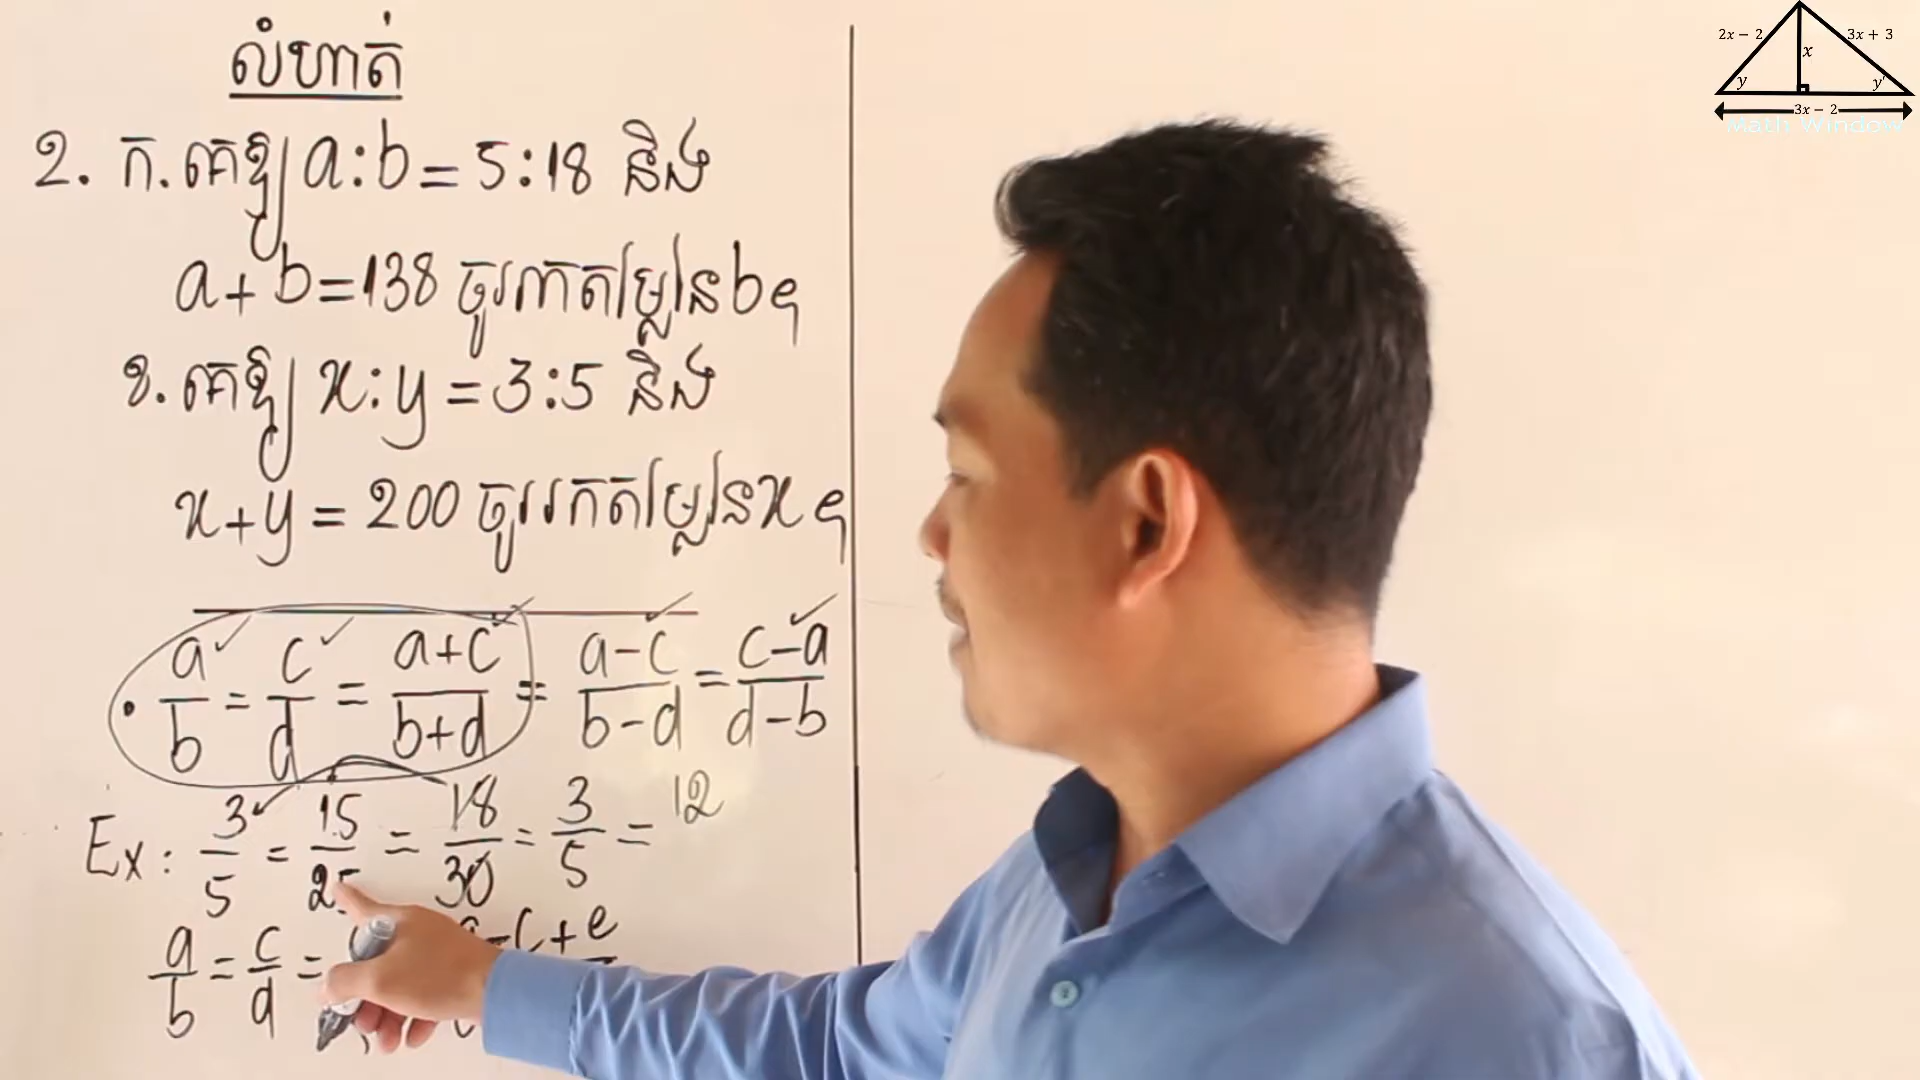 លំហាត់
2. ក. គេឱ្យ a:b = 5:18 និង
a+b=138 ចូររកតម្លៃនៃ b ។
ខ. គេឱ្យ x:y = 3:5 និង
x+y = 200 ចូររកតម្លៃនៃ x ។
• a/b = c/d = (a+c)/(b+d) = (a-c)/(b-d) = (c-a)/(d-b)
Ex: 3/5 = 15/25 = 18/30 = 3/5 = 12
a/b = c/d =
2x − 2
3x + 3
x
y
y'
3x − 2
Math Window